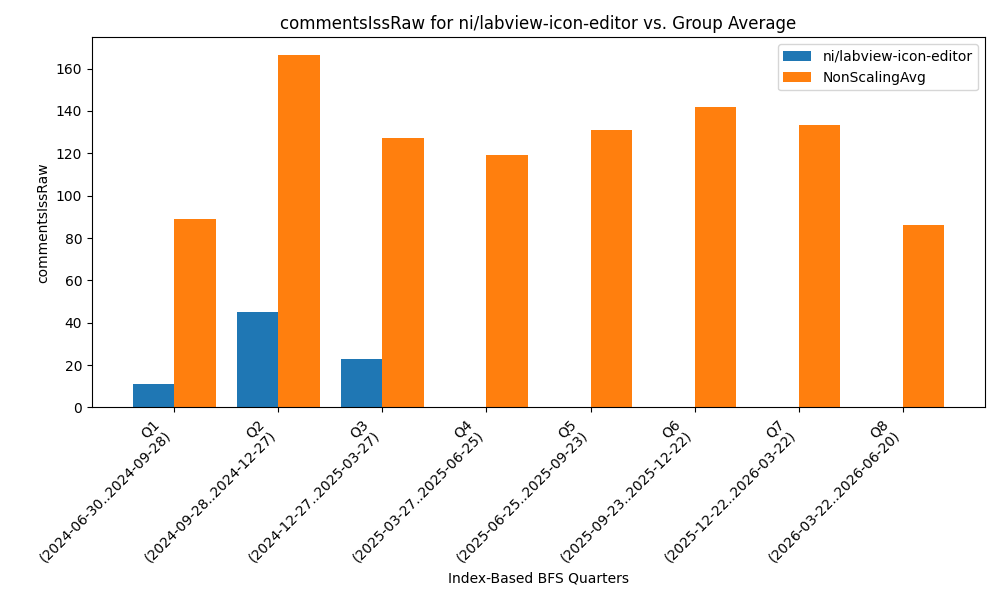 commentsIssRaw for ni/labview-icon-editor vs. Group Average
ni/labview-icon-editor
NonScalingAvg
commentsIssRaw
160
140
120
100
80
60
40
20
0
Q1
(2024-06-30..2024-09-28)
Q2
(2024-09-28..2024-12-27)
Q3
(2024-12-27..2025-03-27)
Q4
(2025-03-27..2025-06-25)
Q5
(2025-06-25..2025-09-23)
Q6
(2025-09-23..2025-12-22)
Q7
(2025-12-22..2026-03-22)
Q8
(2026-03-22..2026-06-20)
Index-Based BFS Quarters